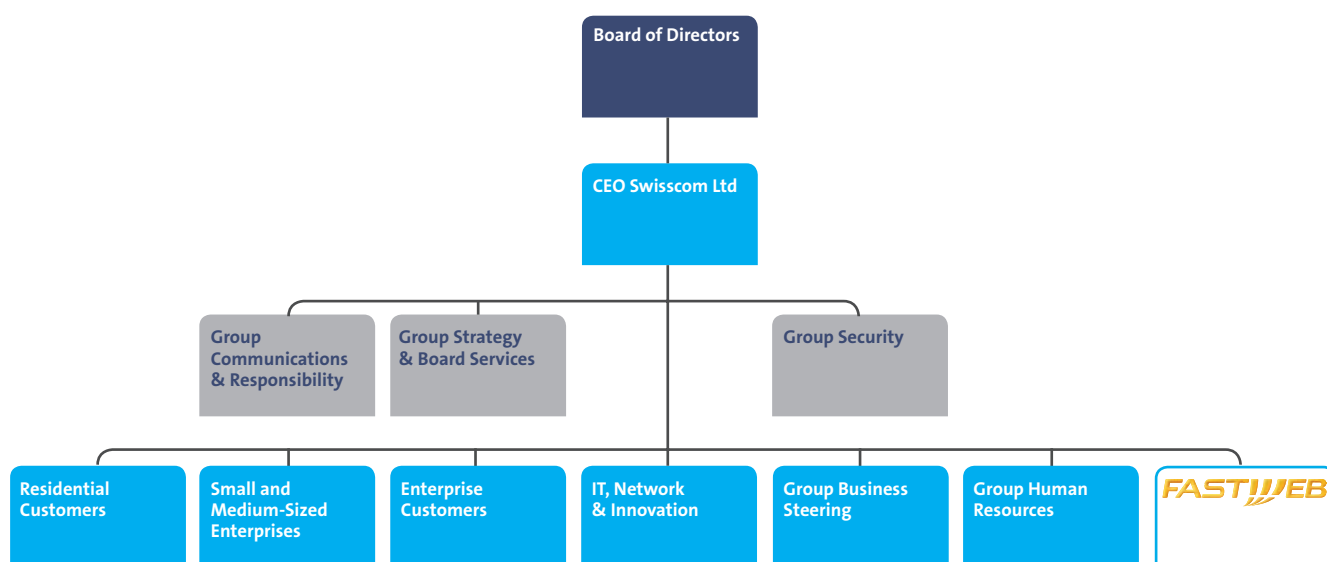 Board of Directors
CEO Swisscom Ltd
Group
Communications
& Responsibility
Group Strategy
& Board Services
Group Security
Residential
Customers
Small and
Medium-Sized
Enterprises
Enterprise
Customers
IT, Network
& Innovation
Group Business
Steering
Group Human
Resources
FASTWEB